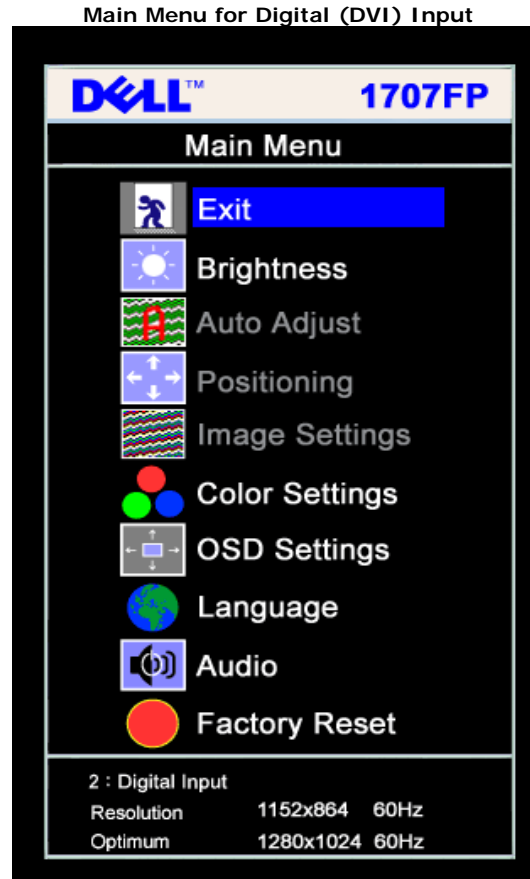 Main Menu for Digital (DVI) Input
DELL™ 1707FP
Main Menu
Exit
Brightness
A Auto Adjust
Positioning
Image Settings
Color Settings
OSD Settings
Language
Audio
Factory Reset
2 : Digital Input
Resolution 1152x864 60Hz
Optimum 1280x1024 60Hz